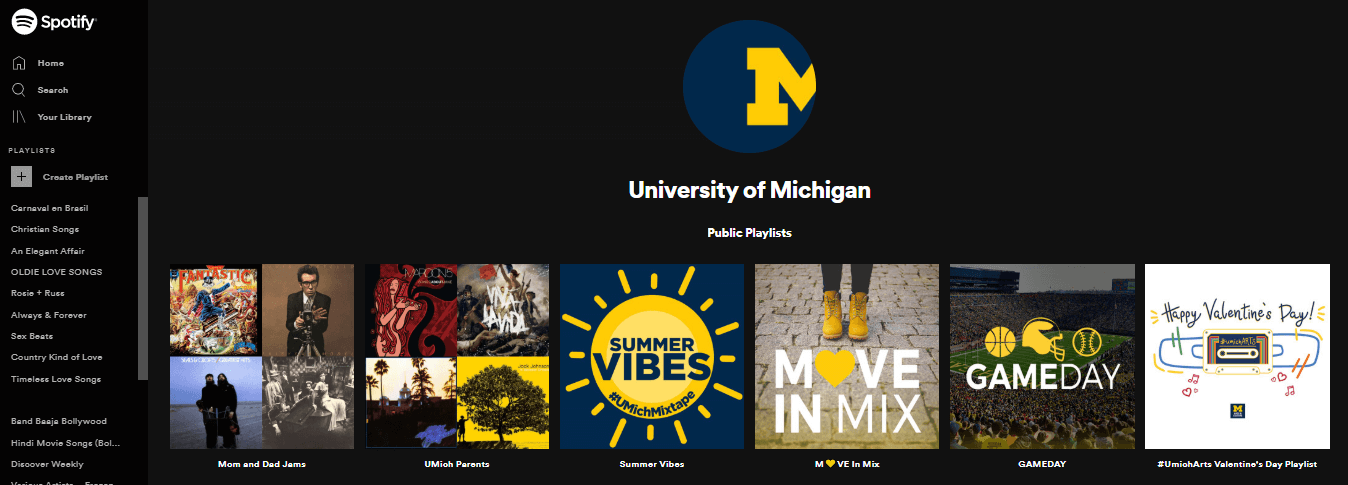 Spotify
Home
Search
Your Library
PLAYLISTS
Create Playlist
Carnaval en Brasil
Christian Songs
An Elegant Affair
OLDIE LOVE SONGS
Rosie + Russ
Always & Forever
Sex Beats
Country Kind of Love
Timeless Love Songs
Band Baaja Bollywood
Hindi Movie Songs (Bol...
Discover Weekly
M
University of Michigan
Public Playlists
FANTASTIC
MAROON5
VIVA
LA VIDA
Jack Johnson
SUMMER
VIBES
#UMichMixtape
M💛VE
IN MIX
GAMEDAY
Happy Valentine's Day!
#UmichARTS
Mom and Dad Jams
UMich Parents
Summer Vibes
M💛VE In Mix
GAMEDAY
#UmichArts Valentine's Day Playlist